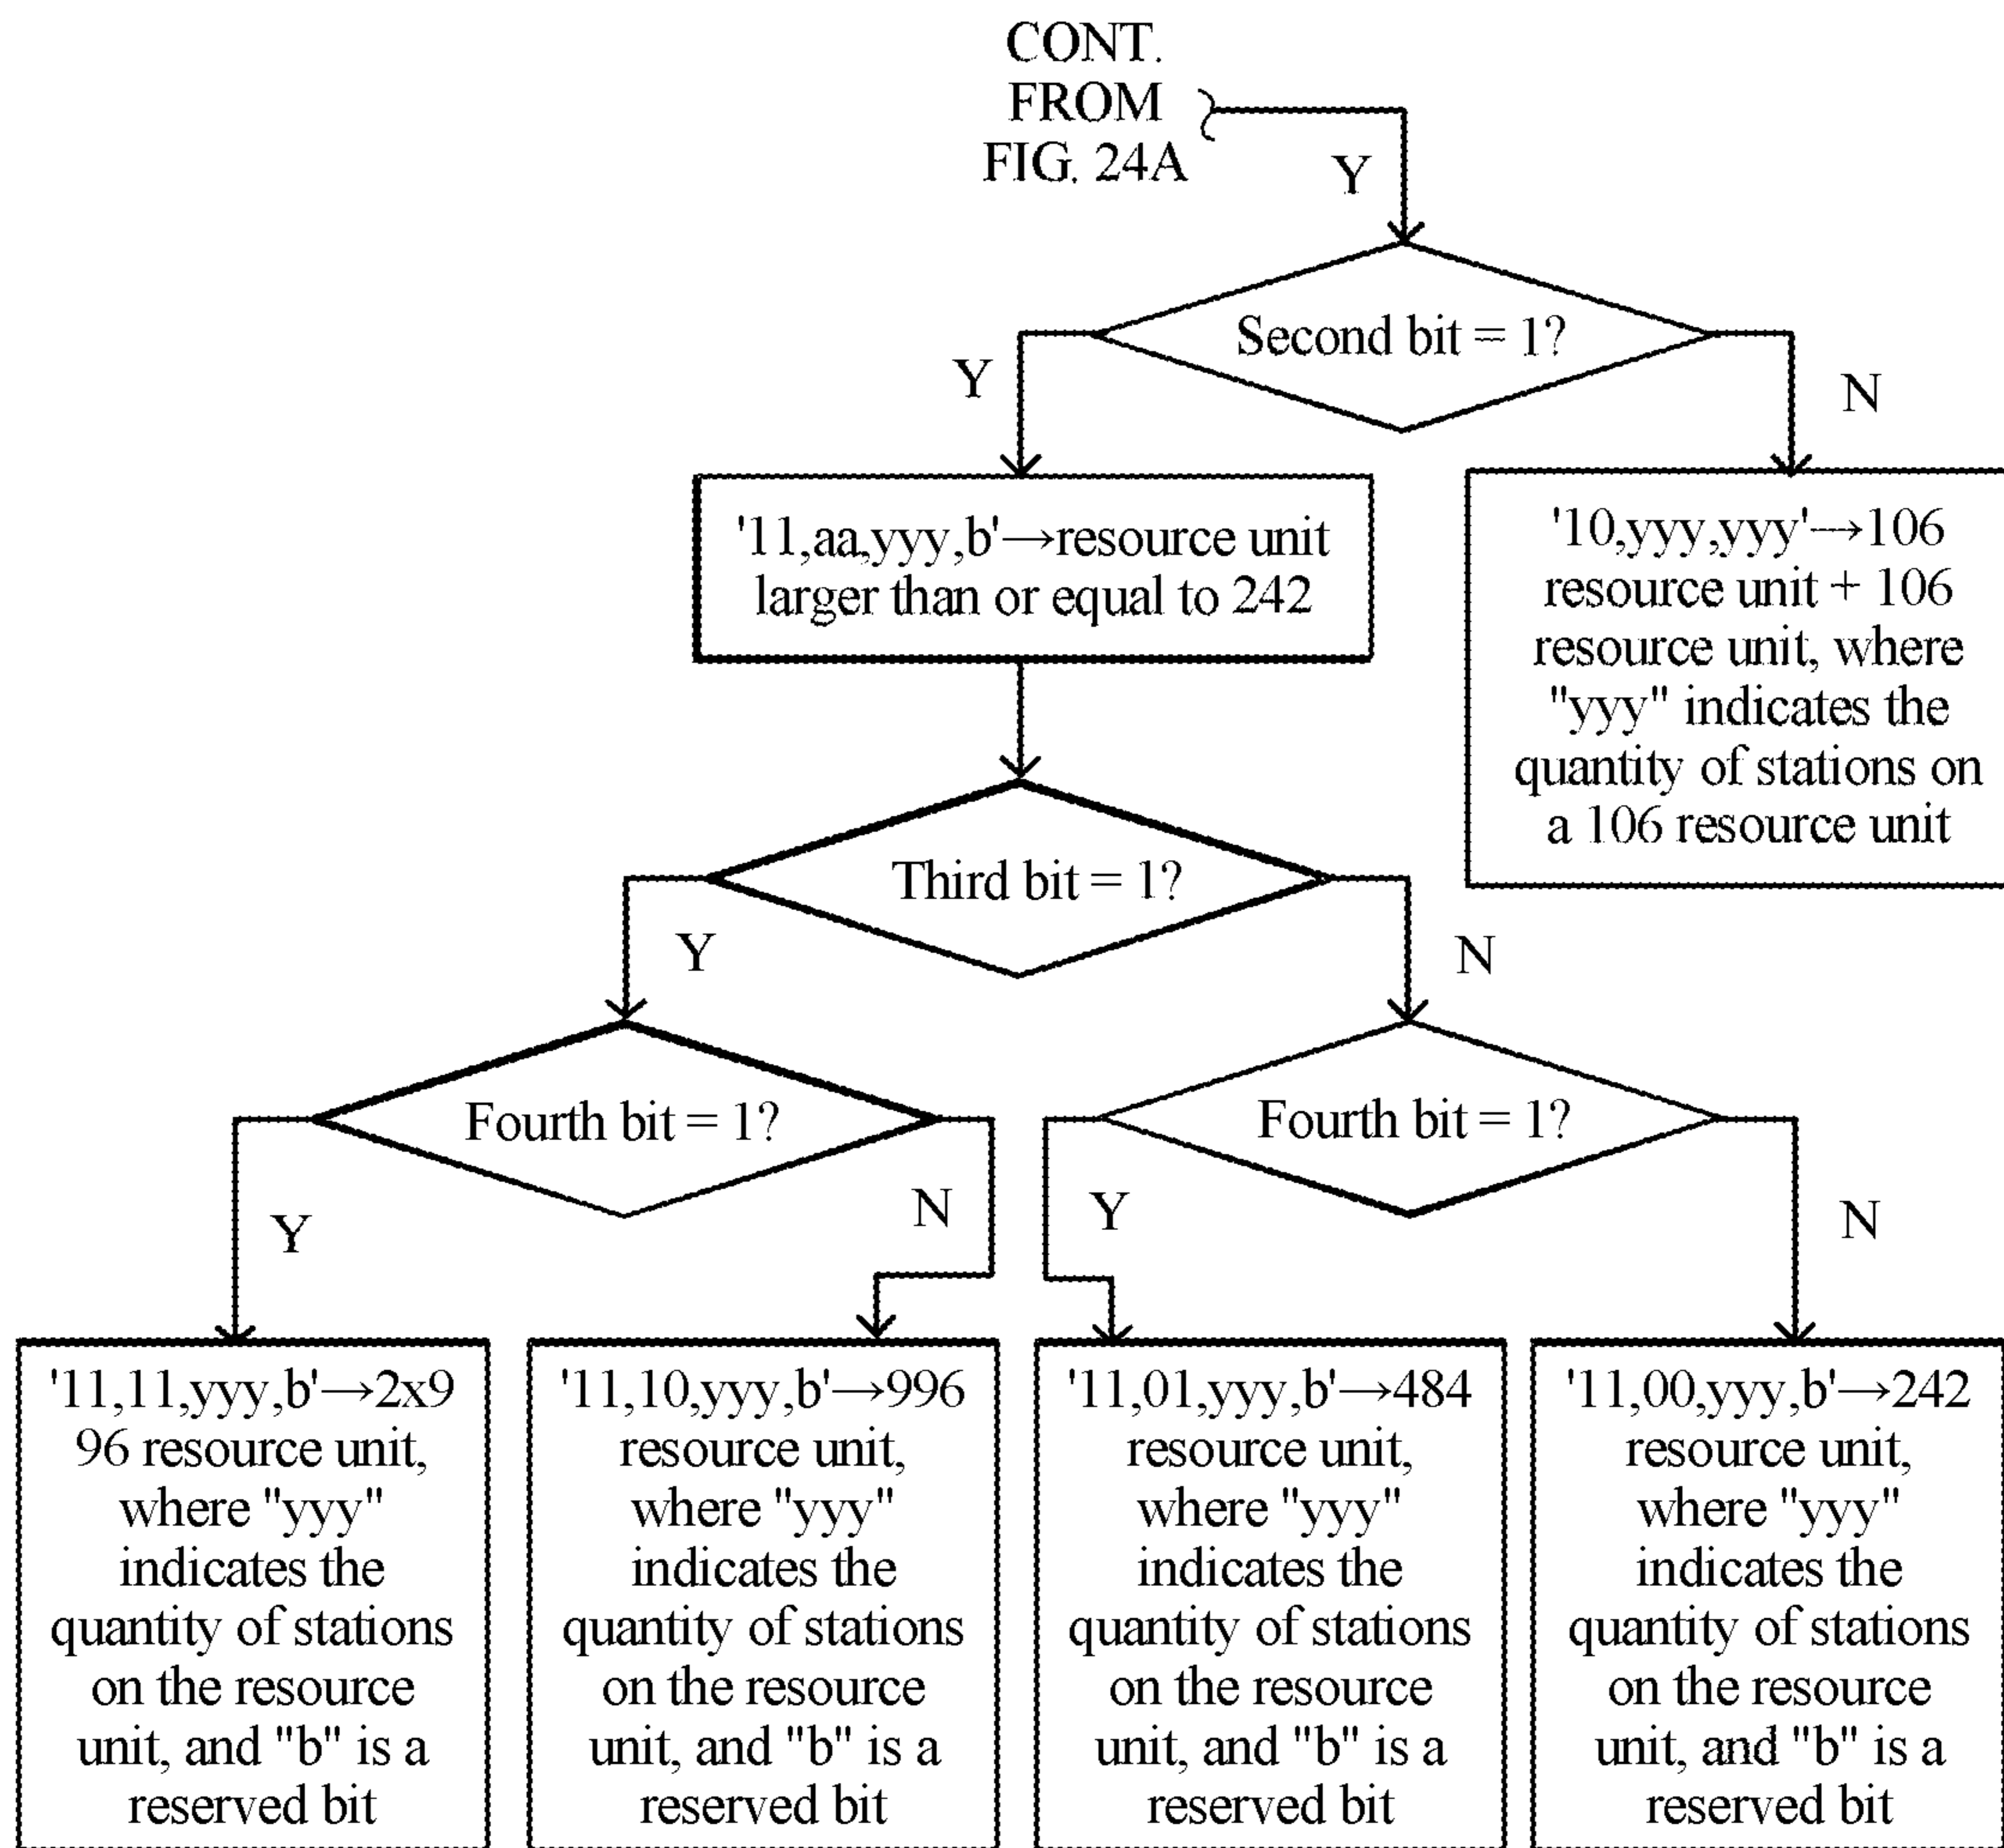 CONT.
FROM
FIG. 24A
Y
Second bit = 1?
Y
N
'11,aa,yyy,b'→resource unit
larger than or equal to 242
'10,yyy,yyy'→106
resource unit + 106
resource unit, where
"yyy" indicates the
quantity of stations on
a 106 resource unit
Third bit = 1?
Y
N
Fourth bit = 1?
Fourth bit = 1?
Y
N
Y
N
'11,11,yyy,b'→2x9
96 resource unit,
where "yyy"
indicates the
quantity of stations
on the resource
unit, and "b" is a
reserved bit
'11,10,yyy,b'→996
resource unit,
where "yyy"
indicates the
quantity of stations
on the resource
unit, and "b" is a
reserved bit
'11,01,yyy,b'→484
resource unit,
where "yyy"
indicates the
quantity of stations
on the resource
unit, and "b" is a
reserved bit
'11,00,yyy,b'→242
resource unit,
where "yyy"
indicates the
quantity of stations
on the resource
unit, and "b" is a
reserved bit